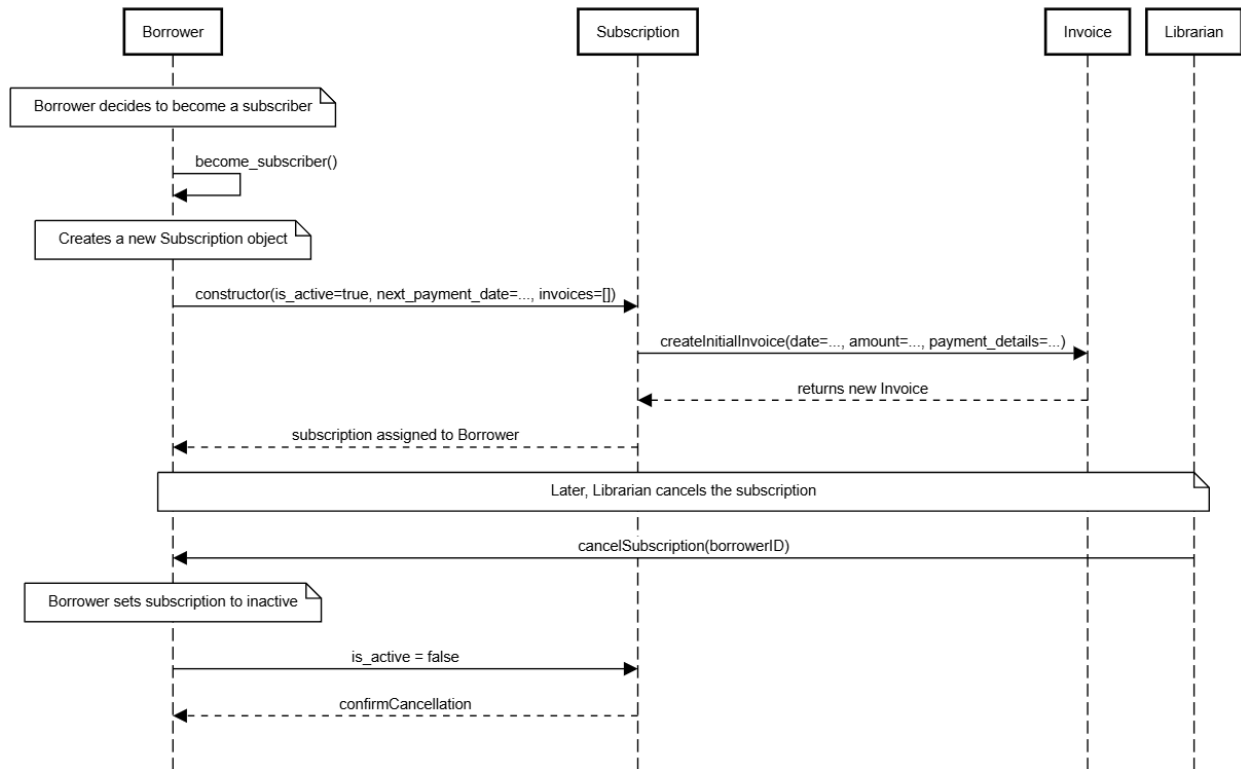 Borrower
Subscription
Invoice
Librarian
Borrower decides to become a subscriber
become_subscriber()
Creates a new Subscription object
constructor(is_active=true, next_payment_date=..., invoices=[])
createInitialInvoice(date=..., amount=..., payment_details=...)
returns new Invoice
subscription assigned to Borrower
Later, Librarian cancels the subscription
cancelSubscription(borrowerID)
Borrower sets subscription to inactive
is_active = false
confirmCancellation